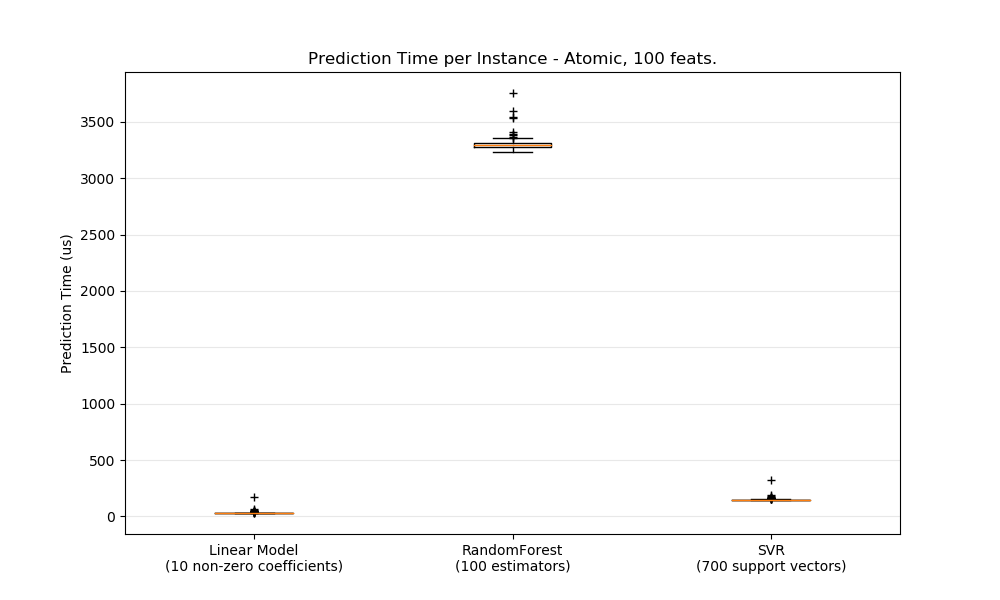 Prediction Time per Instance - Atomic, 100 feats.
Prediction Time (us)
3500
3000
2500
2000
1500
1000
500
0
Linear Model
(10 non-zero coefficients)
RandomForest
(100 estimators)
SVR
(700 support vectors)